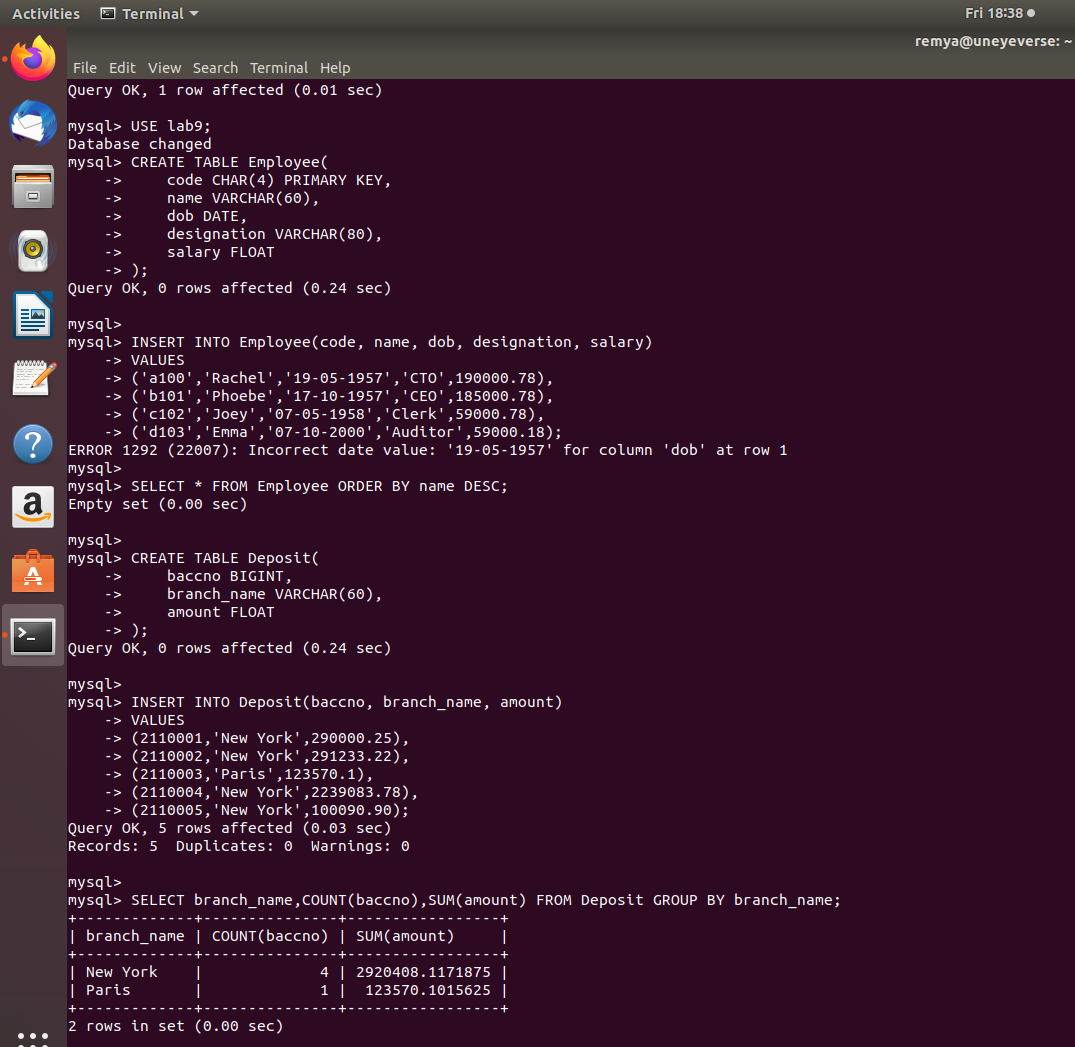 Activities Terminal Fri 18:38
remya@uneyeverse: ~
File Edit View Search Terminal Help
Query OK, 1 row affected (0.01 sec)

mysql> USE lab9;
Database changed
mysql> CREATE TABLE Employee(
    ->     code CHAR(4) PRIMARY KEY,
    ->     name VARCHAR(60),
    ->     dob DATE,
    ->     designation VARCHAR(80),
    ->     salary FLOAT
    -> );
Query OK, 0 rows affected (0.24 sec)

mysql>
mysql> INSERT INTO Employee(code, name, dob, designation, salary)
    -> VALUES
    -> ('a100','Rachel','19-05-1957','CTO',190000.78),
    -> ('b101','Phoebe','17-10-1957','CEO',185000.78),
    -> ('c102','Joey','07-05-1958','Clerk',59000.78),
    -> ('d103','Emma','07-10-2000','Auditor',59000.18);
ERROR 1292 (22007): Incorrect date value: '19-05-1957' for column 'dob' at row 1
mysql>
mysql> SELECT * FROM Employee ORDER BY name DESC;
Empty set (0.00 sec)

mysql>
mysql> CREATE TABLE Deposit(
    ->     baccno BIGINT,
    ->     branch_name VARCHAR(60),
    ->     amount FLOAT
    -> );
Query OK, 0 rows affected (0.24 sec)

mysql>
mysql> INSERT INTO Deposit(baccno, branch_name, amount)
    -> VALUES
    -> (2110001,'New York',290000.25),
    -> (2110002,'New York',291233.22),
    -> (2110003,'Paris',123570.1),
    -> (2110004,'New York',2239083.78),
    -> (2110005,'New York',100090.90);
Query OK, 5 rows affected (0.03 sec)
Records: 5  Duplicates: 0  Warnings: 0

mysql>
mysql> SELECT branch_name,COUNT(baccno),SUM(amount) FROM Deposit GROUP BY branch_name;
+-------------+---------------+-----------------+
| branch_name | COUNT(baccno) | SUM(amount)     |
+-------------+---------------+-----------------+
| New York    |             4 | 2920408.1171875 |
| Paris       |             1 |  123570.1015625 |
+-------------+---------------+-----------------+
2 rows in set (0.00 sec)